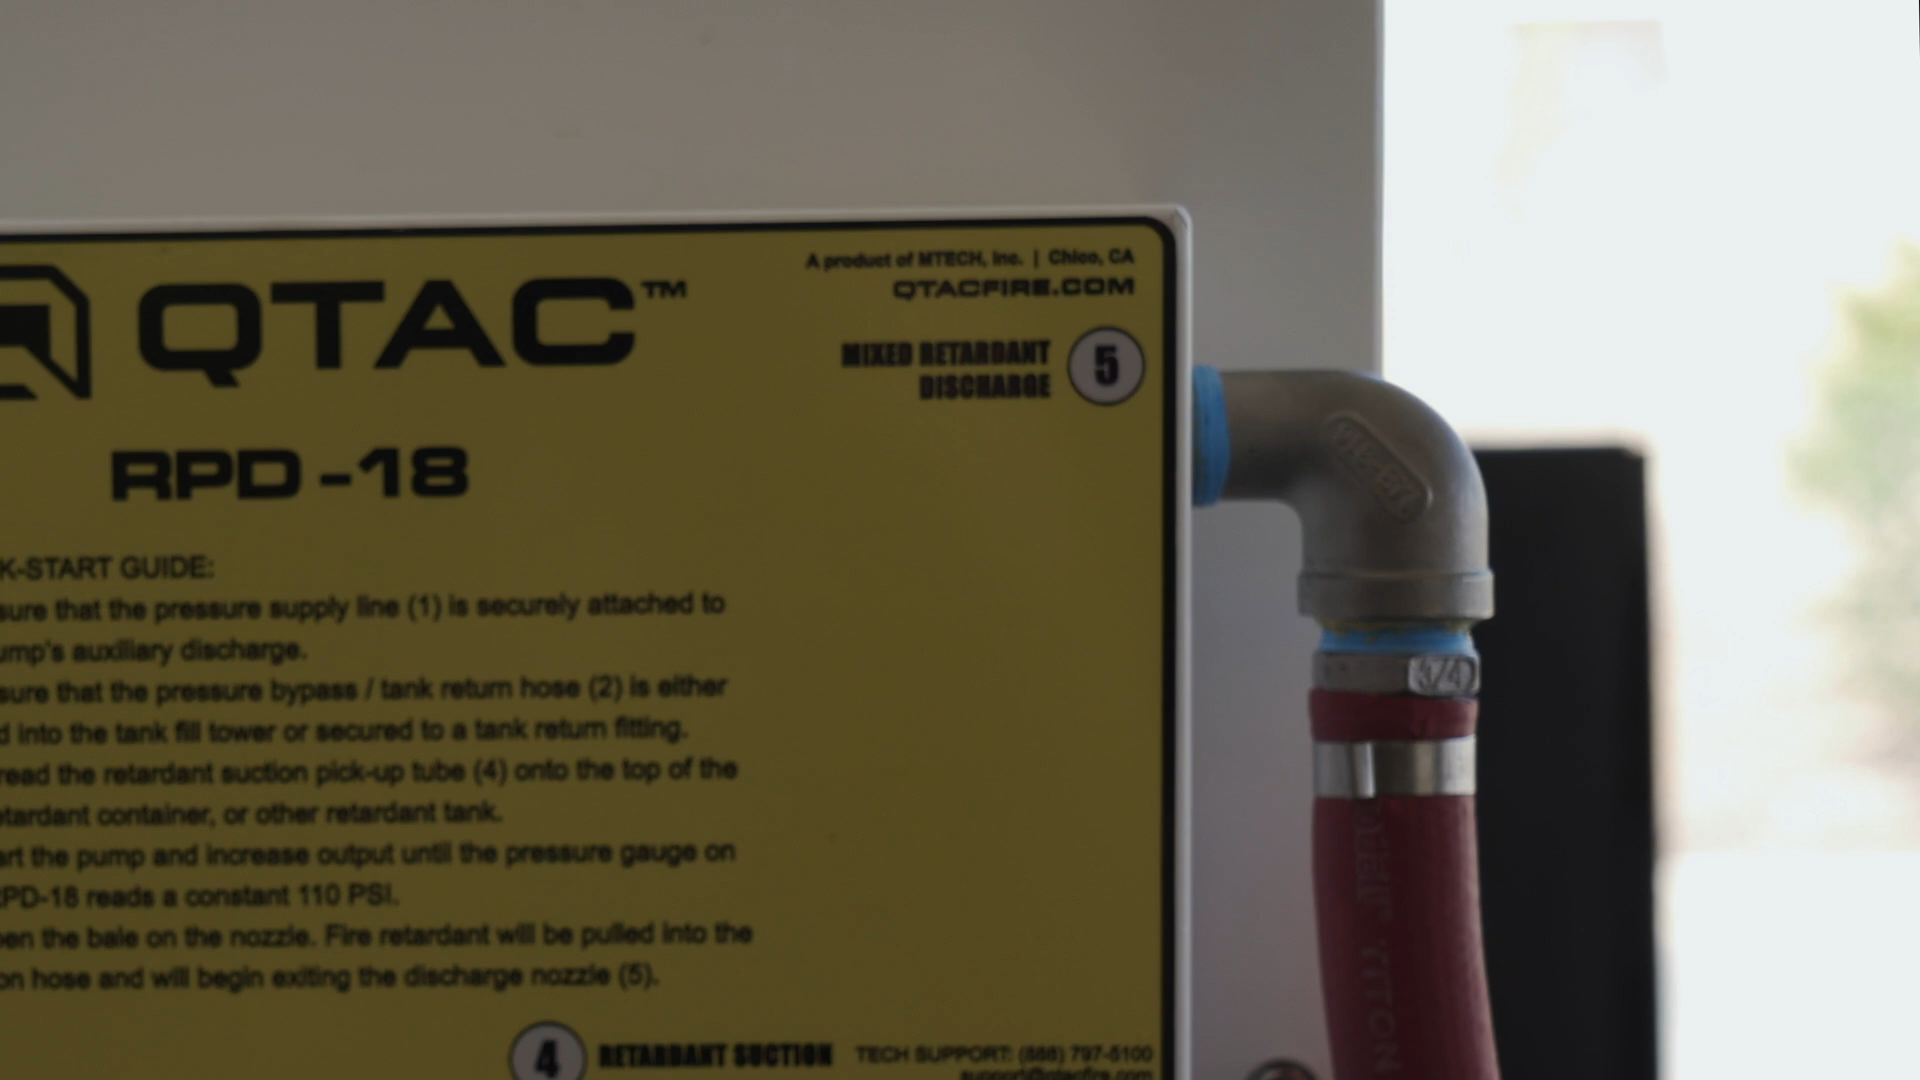 QTAC™
A product of MTECH, Inc. | Chico, CA
QTACFIRE.COM
MIXED RETARDANT
DISCHARGE
5
RPD-18
K-START GUIDE:
sure that the pressure supply line (1) is securely attached to
ump's auxiliary discharge.
sure that the pressure bypass / tank return hose (2) is either
d into the tank fill tower or secured to a tank return fitting.
read the retardant suction pick-up tube (4) onto the top of the
etardant container, or other retardant tank.
art the pump and increase output until the pressure gauge on
RPD-18 reads a constant 110 PSI.
pen the bale on the nozzle. Fire retardant will be pulled into the
on hose and will begin exiting the discharge nozzle (5).
4
RETARDANT SUCTION
TECH SUPPORT: (888) 797-5100
support@qtacfire.com
3/4